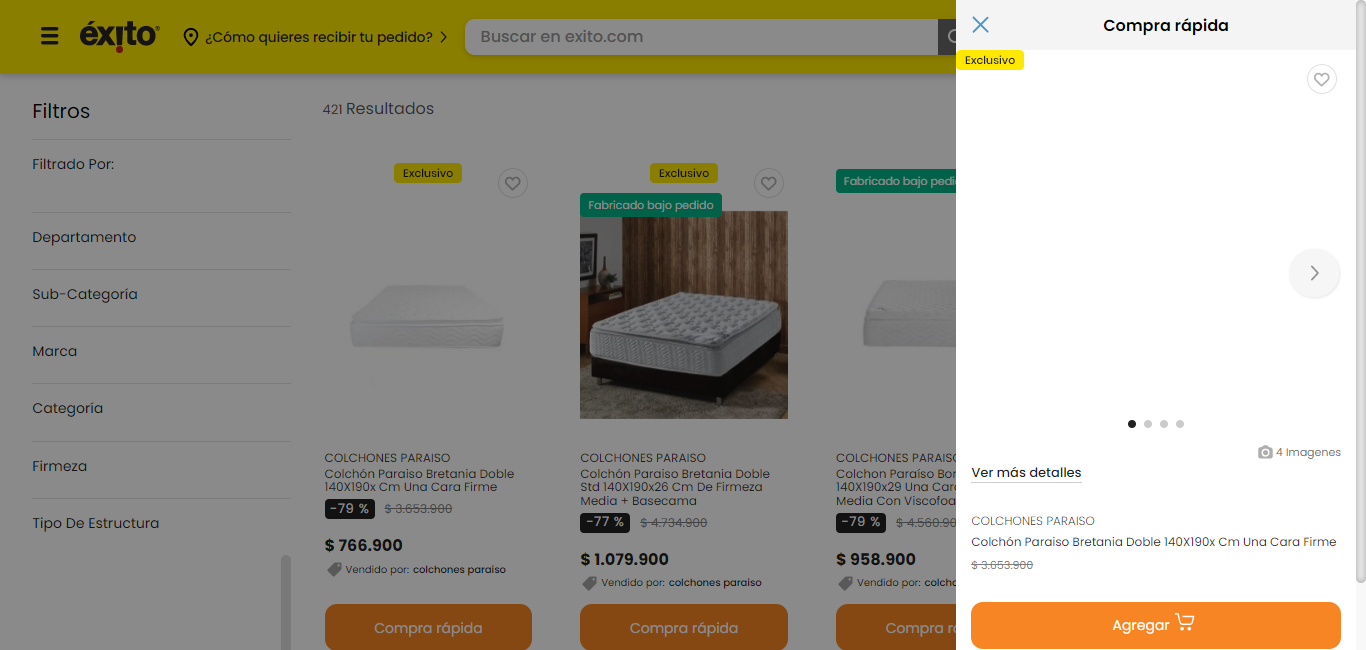 éxito
¿Cómo quieres recibir tu pedido?
Buscar en exito.com
Filtros
Filtrado Por:
Departamento
Sub-Categoría
Marca
Categoría
Firmeza
Tipo De Estructura
421 Resultados
Exclusivo
COLCHONES PARAISO
Colchón Paraiso Bretania Doble
140X190x Cm Una Cara Firme
-79 % $ 3.653.900
$ 766.900
Vendido por: colchones paraiso
Compra rápida
Exclusivo
Fabricado bajo pedido
COLCHONES PARAISO
Colchón Paraiso Bretania Doble
Std 140X190x26 Cm De Firmeza
Media + Basecama
-77 % $ 4.734.900
$ 1.079.900
Vendido por: colchones paraiso
Compra rápida
Fabricado bajo pedi
COLCHONES PARAISO
Colchon Paraiso Bo
140X190x29 Una Car
Media Con Viscofoa
-79 % $ 4.560.90
$ 958.900
Vendido por: colcho
Compra r
Compra rápida
Exclusivo
4 Imagenes
Ver más detalles
COLCHONES PARAISO
Colchón Paraiso Bretania Doble 140X190x Cm Una Cara Firme
$ 3.653.900
Agregar